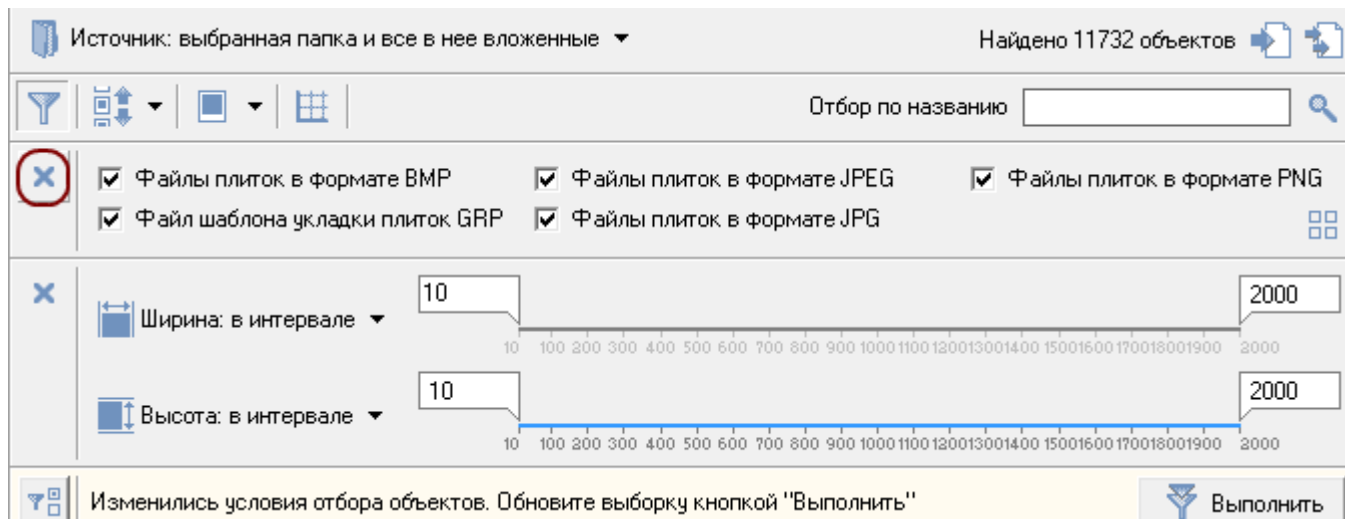 Источник: выбранная папка и все в нее вложенные Найдено 11732 объектов
Отбор по названию
Файлы плиток в формате BMP Файлы плиток в формате JPEG Файлы плиток в формате PNG
Файл шаблона укладки плиток GRP Файлы плиток в формате JPG
10 2000
Ширина: в интервале
10 100 200 300 400 500 600 700 800 900 1000 1100 1200 1300 1400 1500 1600 1700 1800 1900 2000
10 2000
Высота: в интервале
10 100 200 300 400 500 600 700 800 900 1000 1100 1200 1300 1400 1500 1600 1700 1800 1900 2000
Изменились условия отбора объектов. Обновите выборку кнопкой "Выполнить" Выполнить